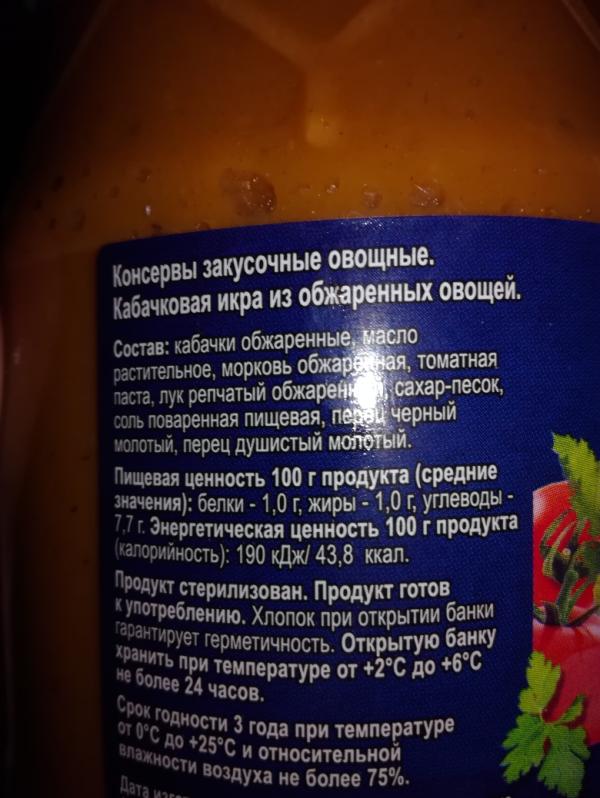 Консервы закусочные овощные.
Кабачковая икра из обжаренных овощей.
Состав: кабачки обжаренные, масло
растительное, морковь обжаренная, томатная
паста, лук репчатый обжаренный, сахар-песок,
соль поваренная пищевая, перец черный
молотый, перец душистый молотый.
Пищевая ценность 100 г продукта (средние
значения): белки - 1,0 г, жиры - 1,0 г, углеводы -
7,7 г. Энергетическая ценность 100 г продукта
(калорийность): 190 кДж/ 43,8 ккал.
Продукт стерилизован. Продукт готов
к употреблению. Хлопок при открытии банки
гарантирует герметичность. Открытую банку
хранить при температуре от +2°С до +6°С
не более 24 часов.
Срок годности 3 года при температуре
от 0°С до +25°С и относительной
влажности воздуха не более 75%.
Дата